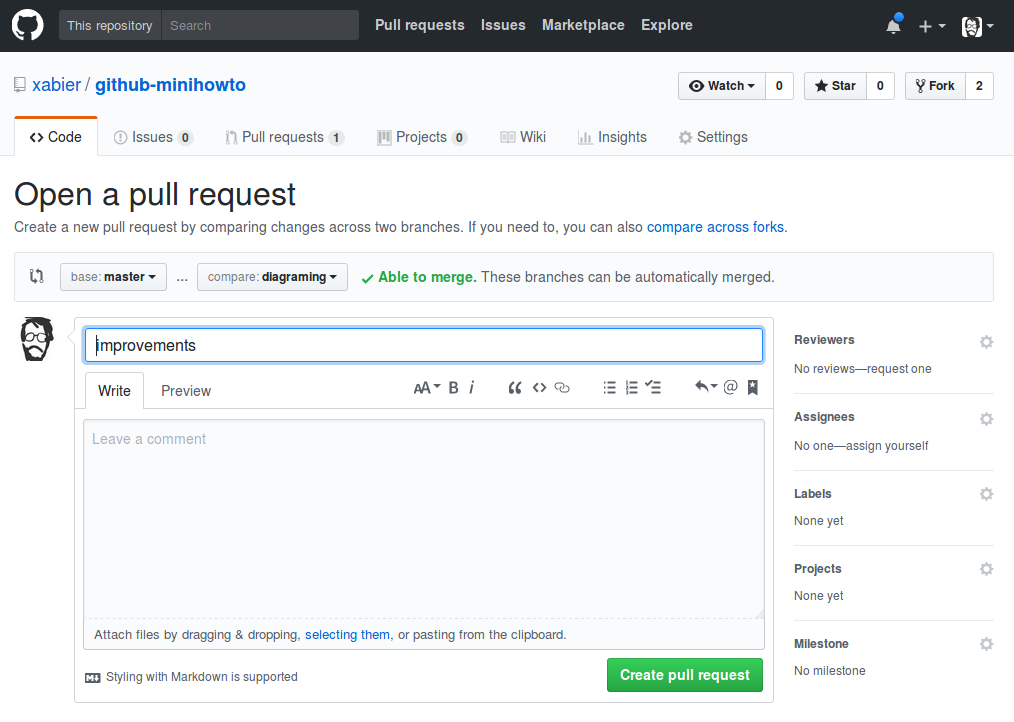 This repository Search Pull requests Issues Marketplace Explore
xabier / github-minihowto Watch 0 Star 0 Fork 2
Code Issues 0 Pull requests 1 Projects 0 Wiki Insights Settings
Open a pull request
Create a new pull request by comparing changes across two branches. If you need to, you can also compare across forks.
base: master ... compare: diagraming Able to merge. These branches can be automatically merged.
improvements
Write Preview AA B i “ <> @
Leave a comment
Attach files by dragging & dropping, selecting them, or pasting from the clipboard.
Styling with Markdown is supported Create pull request
Reviewers
No reviews—request one
Assignees
No one—assign yourself
Labels
None yet
Projects
None yet
Milestone
No milestone